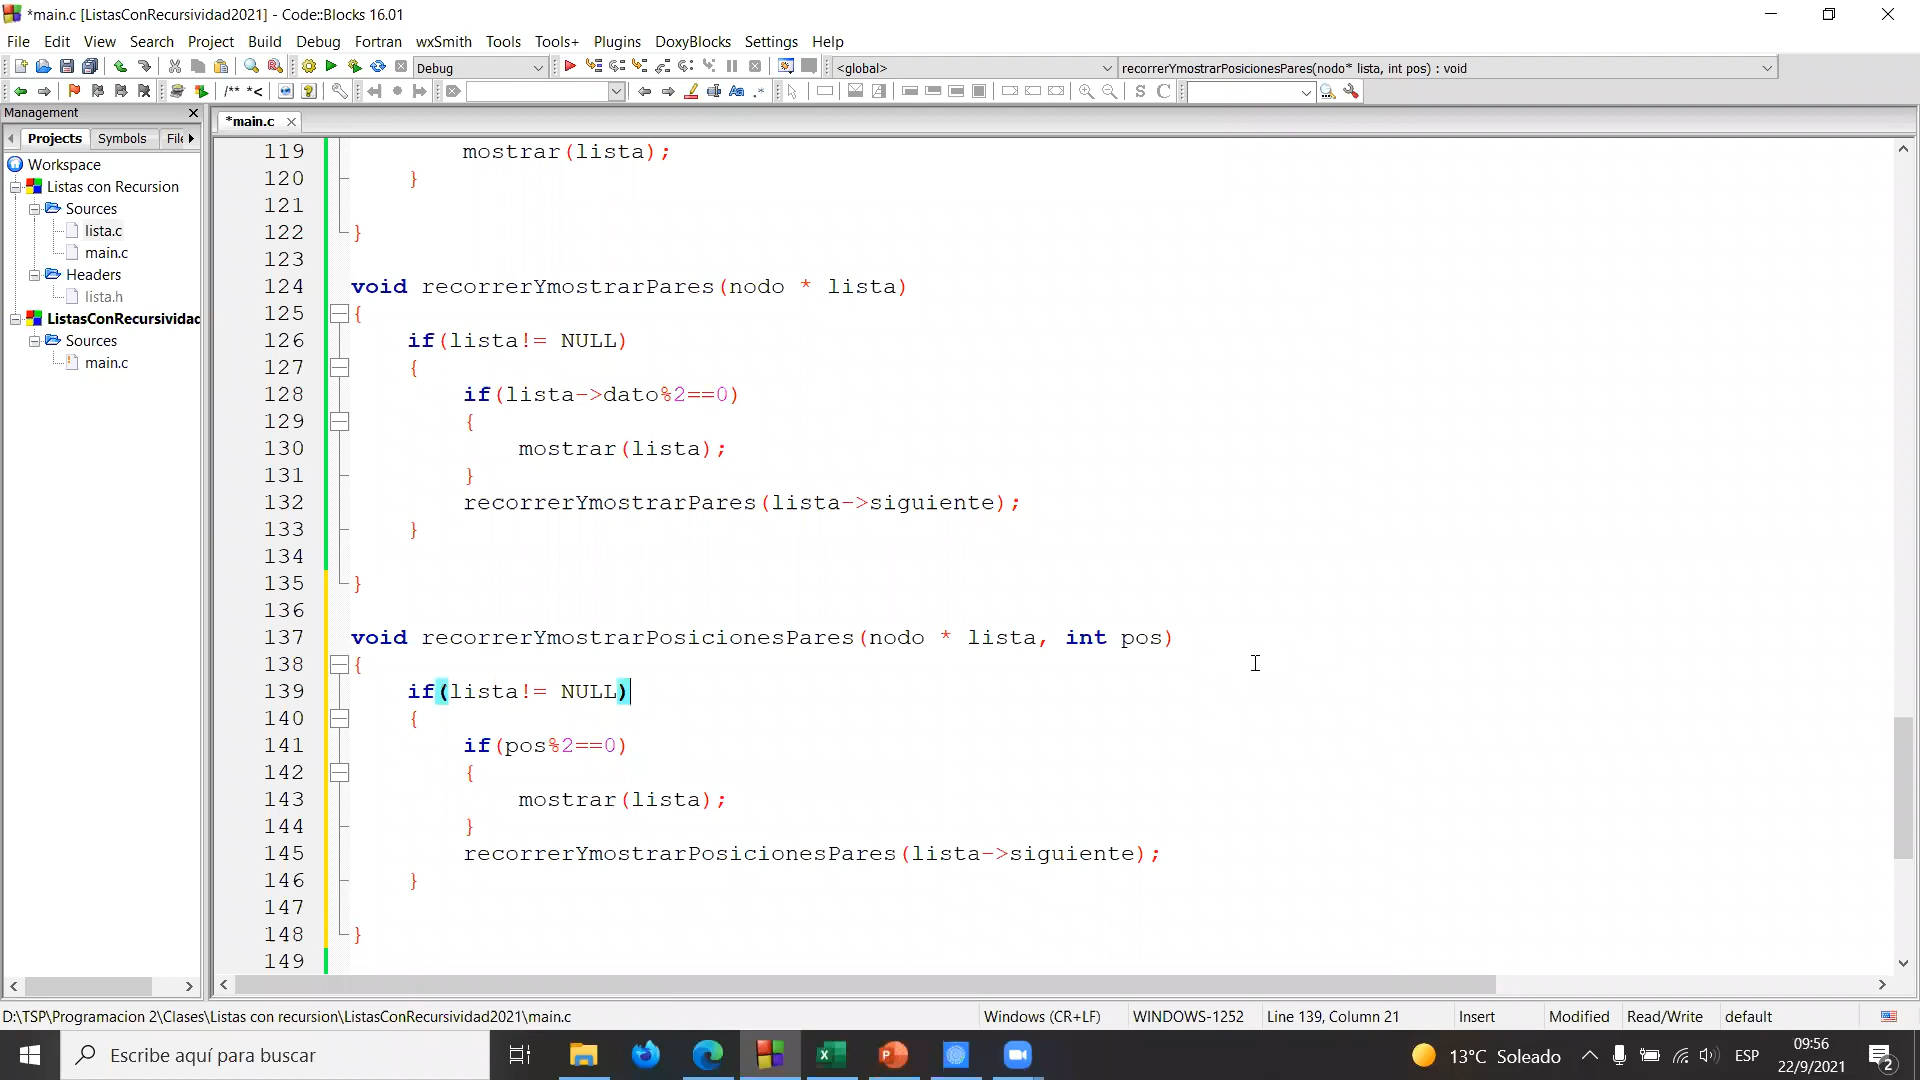 *main.c [ListasConRecursividad2021] - Code::Blocks 16.01
File Edit View Search Project Build Debug Fortran wxSmith Tools Tools+ Plugins DoxyBlocks Settings Help
Debug <global> recorrerYmostrarPosicionesPares(nodo* lista, int pos) : void
/** *<
Management
*main.c
Projects Symbols File
Workspace
Listas con Recursion
Sources
lista.c
main.c
Headers
lista.h
ListasConRecursividac
Sources
main.c
119 mostrar(lista);
120 }
121
122 }
123
124 void recorrerYmostrarPares(nodo * lista)
125 {
126 if(lista!= NULL)
127 {
128 if(lista->dato%2==0)
129 {
130 mostrar(lista);
131 }
132 recorrerYmostrarPares(lista->siguiente);
133 }
134
135 }
136
137 void recorrerYmostrarPosicionesPares(nodo * lista, int pos)
138 {
139 if(lista!= NULL)
140 {
141 if(pos%2==0)
142 {
143 mostrar(lista);
144 }
145 recorrerYmostrarPosicionesPares(lista->siguiente);
146 }
147
148 }
149
D:\TSP\Programacion 2\Clases\Listas con recursion\ListasConRecursividad2021\main.c Windows (CR+LF) WINDOWS-1252 Line 139, Column 21 Insert Modified Read/Write default
Escribe aquí para buscar 13°C Soleado ESP 09:56
22/9/2021 2